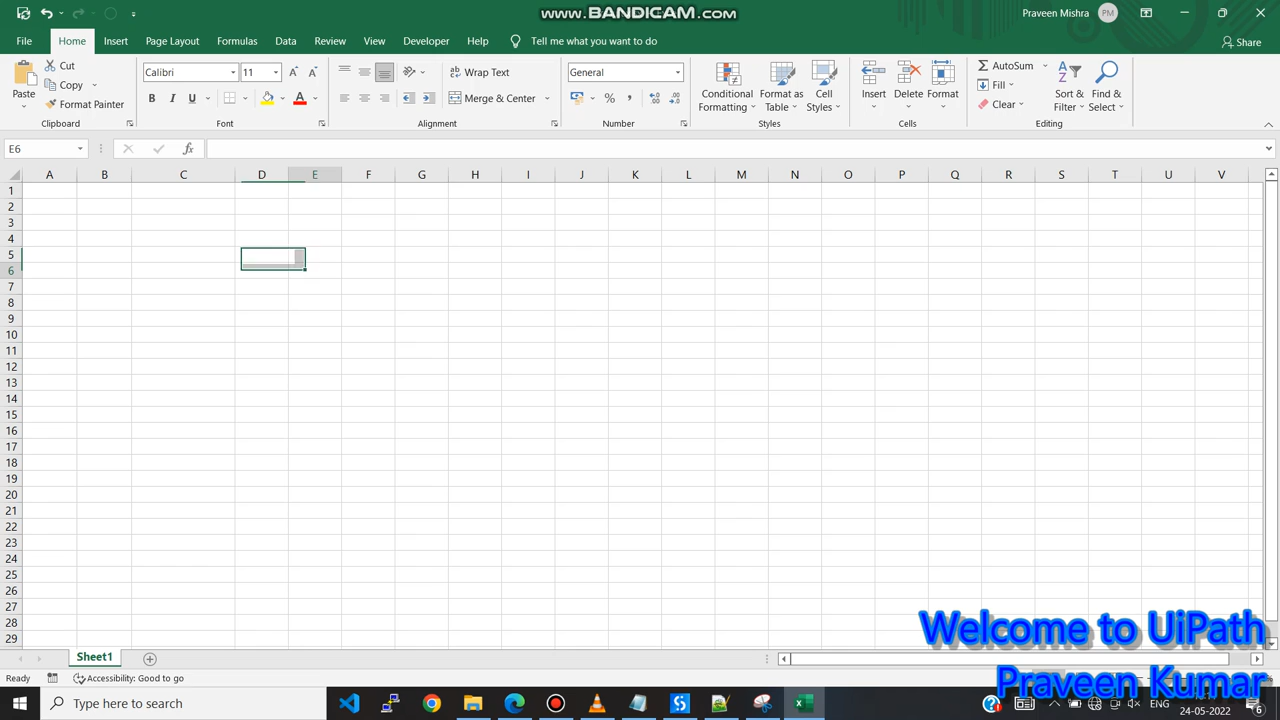 www.BANDICAM.com
Praveen Mishra PM
File Home Insert Page Layout Formulas Data Review View Developer Help Tell me what you want to do Share
Paste
Cut
Copy
Format Painter
Clipboard
Calibri 11
B I U
Font
Wrap Text
Merge & Center
Alignment
General
Number
Conditional Formatting
Format as Table
Cell Styles
Styles
Insert
Delete
Format
Cells
AutoSum
Fill
Clear
Sort & Filter
Find & Select
Editing
E6
fx
A B C D E F G H I J K L M N O P Q R S T U V
1
2
3
4
5
6
7
8
9
10
11
12
13
14
15
16
17
18
19
20
21
22
23
24
25
26
27
28
29
Welcome to UiPath
Praveen Kumar
Sheet1
Ready Accessibility: Good to go
Type here to search
ENG
24-05-2022
6